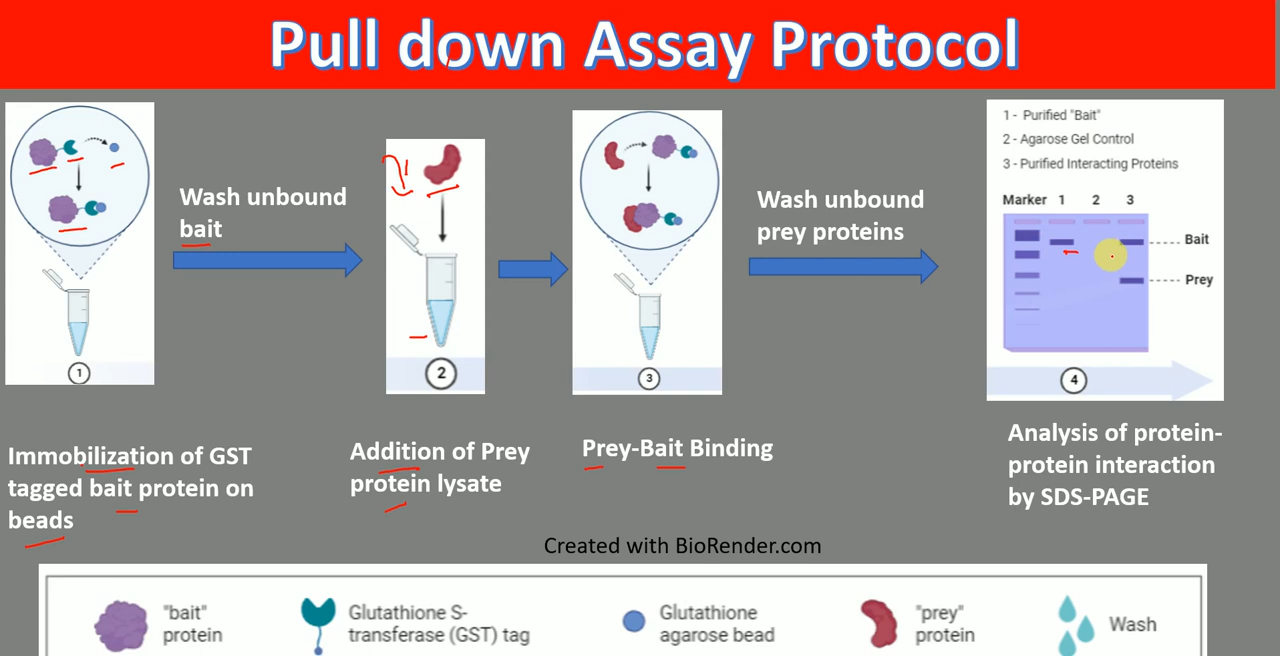 Pull down Assay Protocol
1
Wash unbound
bait
2
3
Wash unbound
prey proteins
1 - Purified "Bait"
2 - Agarose Gel Control
3 - Purified Interacting Proteins
Marker 1 2 3
Bait
Prey
4
Immobilization of GST
tagged bait protein on
beads
Addition of Prey
protein lysate
Prey-Bait Binding
Analysis of protein-
protein interaction
by SDS-PAGE
Created with BioRender.com
"bait"
protein
Glutathione S-
transferase (GST) tag
Glutathione
agarose bead
"prey"
protein
Wash